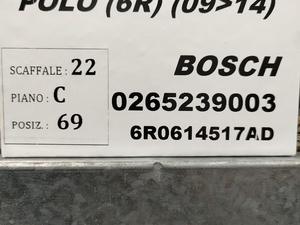 POLO (6R) (09>14)
SCAFFALE : 22
PIANO : C
POSIZ. : 69
BOSCH
0265239003
6R0614517AD